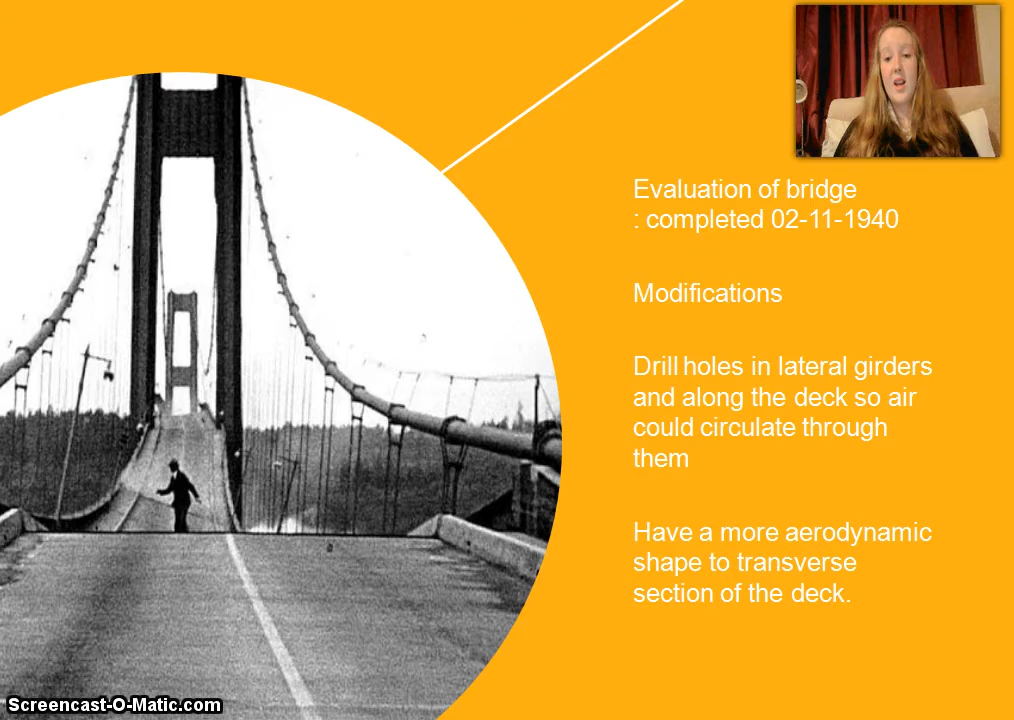 Evaluation of bridge
: completed 02-11-1940
Modifications
Drill holes in lateral girders
and along the deck so air
could circulate through
them
Have a more aerodynamic
shape to transverse
section of the deck.
Screencast-O-Matic.com